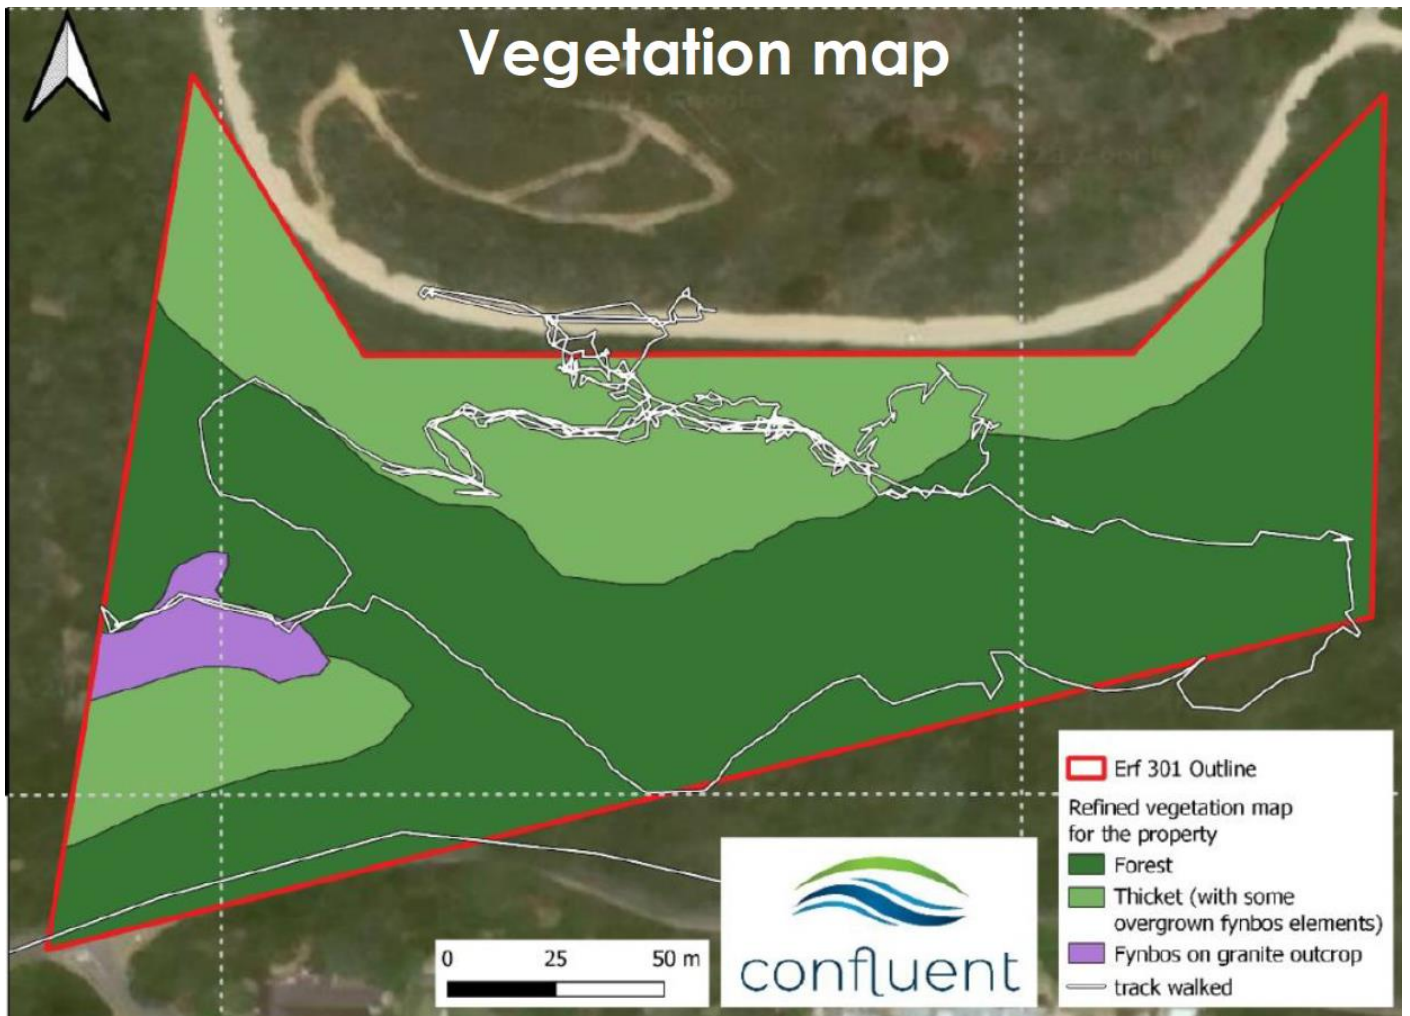 Vegetation map
Erf 301 Outline
Refined vegetation map
for the property
Forest
Thicket (with some
overgrown fynbos elements)
Fynbos on granite outcrop
track walked
0 25 50 m
confluent